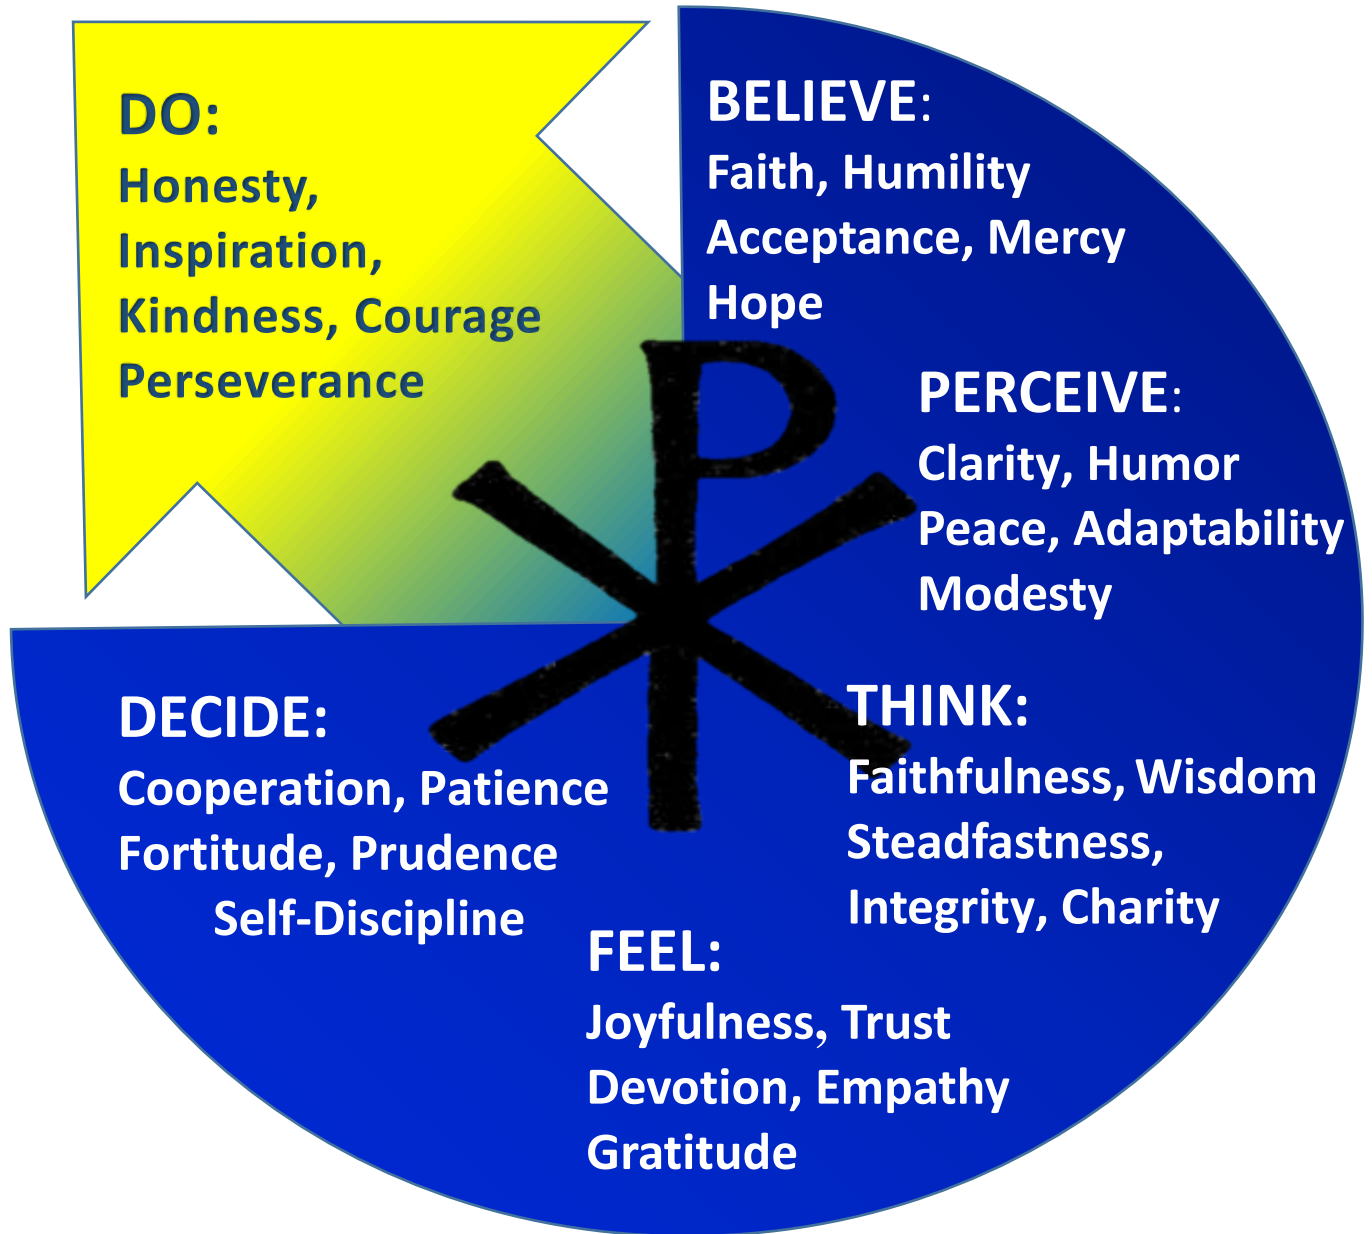 DO:
Honesty,
Inspiration,
Kindness, Courage
Perseverance
BELIEVE:
Faith, Humility
Acceptance, Mercy
Hope
PERCEIVE:
Clarity, Humor
Peace, Adaptability
Modesty
THINK:
Faithfulness, Wisdom
Steadfastness,
Integrity, Charity
FEEL:
Joyfulness, Trust
Devotion, Empathy
Gratitude
DECIDE:
Cooperation, Patience
Fortitude, Prudence
Self-Discipline